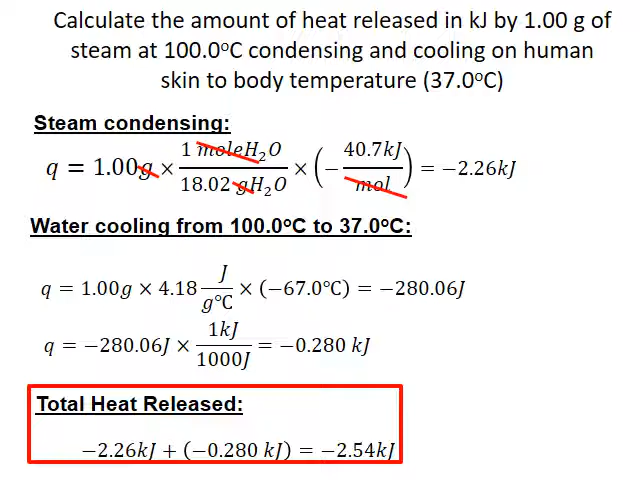 Calculate the amount of heat released in kJ by 1.00 g of
steam at 100.0°C condensing and cooling on human
skin to body temperature (37.0°C)
Steam condensing:
q = 1.00g × 1 moleH₂O / 18.02 gH₂O × (− 40.7kJ / mol) = −2.26kJ
Water cooling from 100.0°C to 37.0°C:
q = 1.00g × 4.18 J / g°C × (−67.0°C) = −280.06J
q = −280.06J × 1kJ / 1000J = −0.280 kJ
Total Heat Released:
−2.26kJ + (−0.280 kJ) = −2.54kJ